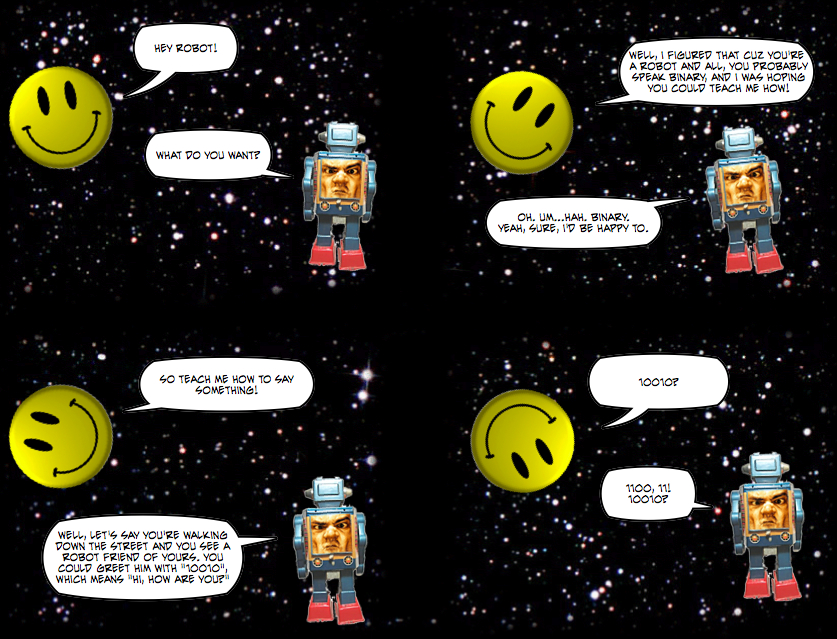 HEY ROBOT!
WHAT DO YOU WANT?
WELL, I FIGURED THAT CUZ YOU'RE
A ROBOT AND ALL, YOU PROBABLY
SPEAK BINARY, AND I WAS HOPING
YOU COULD TEACH ME HOW!
OH. UM...HAH. BINARY.
YEAH, SURE, I'D BE HAPPY TO.
SO TEACH ME HOW TO SAY
SOMETHING!
WELL, LET'S SAY YOU'RE WALKING
DOWN THE STREET AND YOU SEE A
ROBOT FRIEND OF YOURS. YOU
COULD GREET HIM WITH "10010",
WHICH MEANS "HI, HOW ARE YOU?"
10010?
1100, 11!
10010?